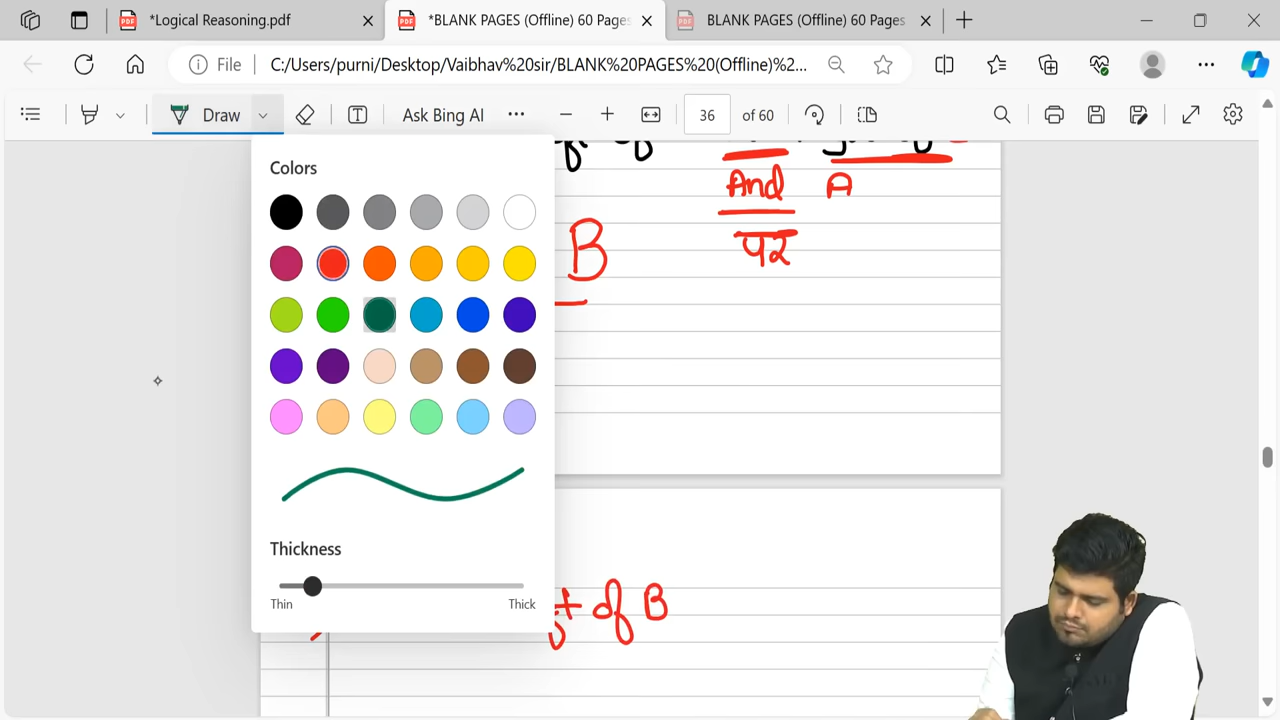 *Logical Reasoning.pdf
*BLANK PAGES (Offline) 60 Pages
BLANK PAGES (Offline) 60 Pages
File
C:/Users/purni/Desktop/Vaibhav%20sir/BLANK%20PAGES%20(Offline)%2...
Draw
Ask Bing AI
36 of 60
Colors
And A
पर
B
Thickness
Thin Thick
of B